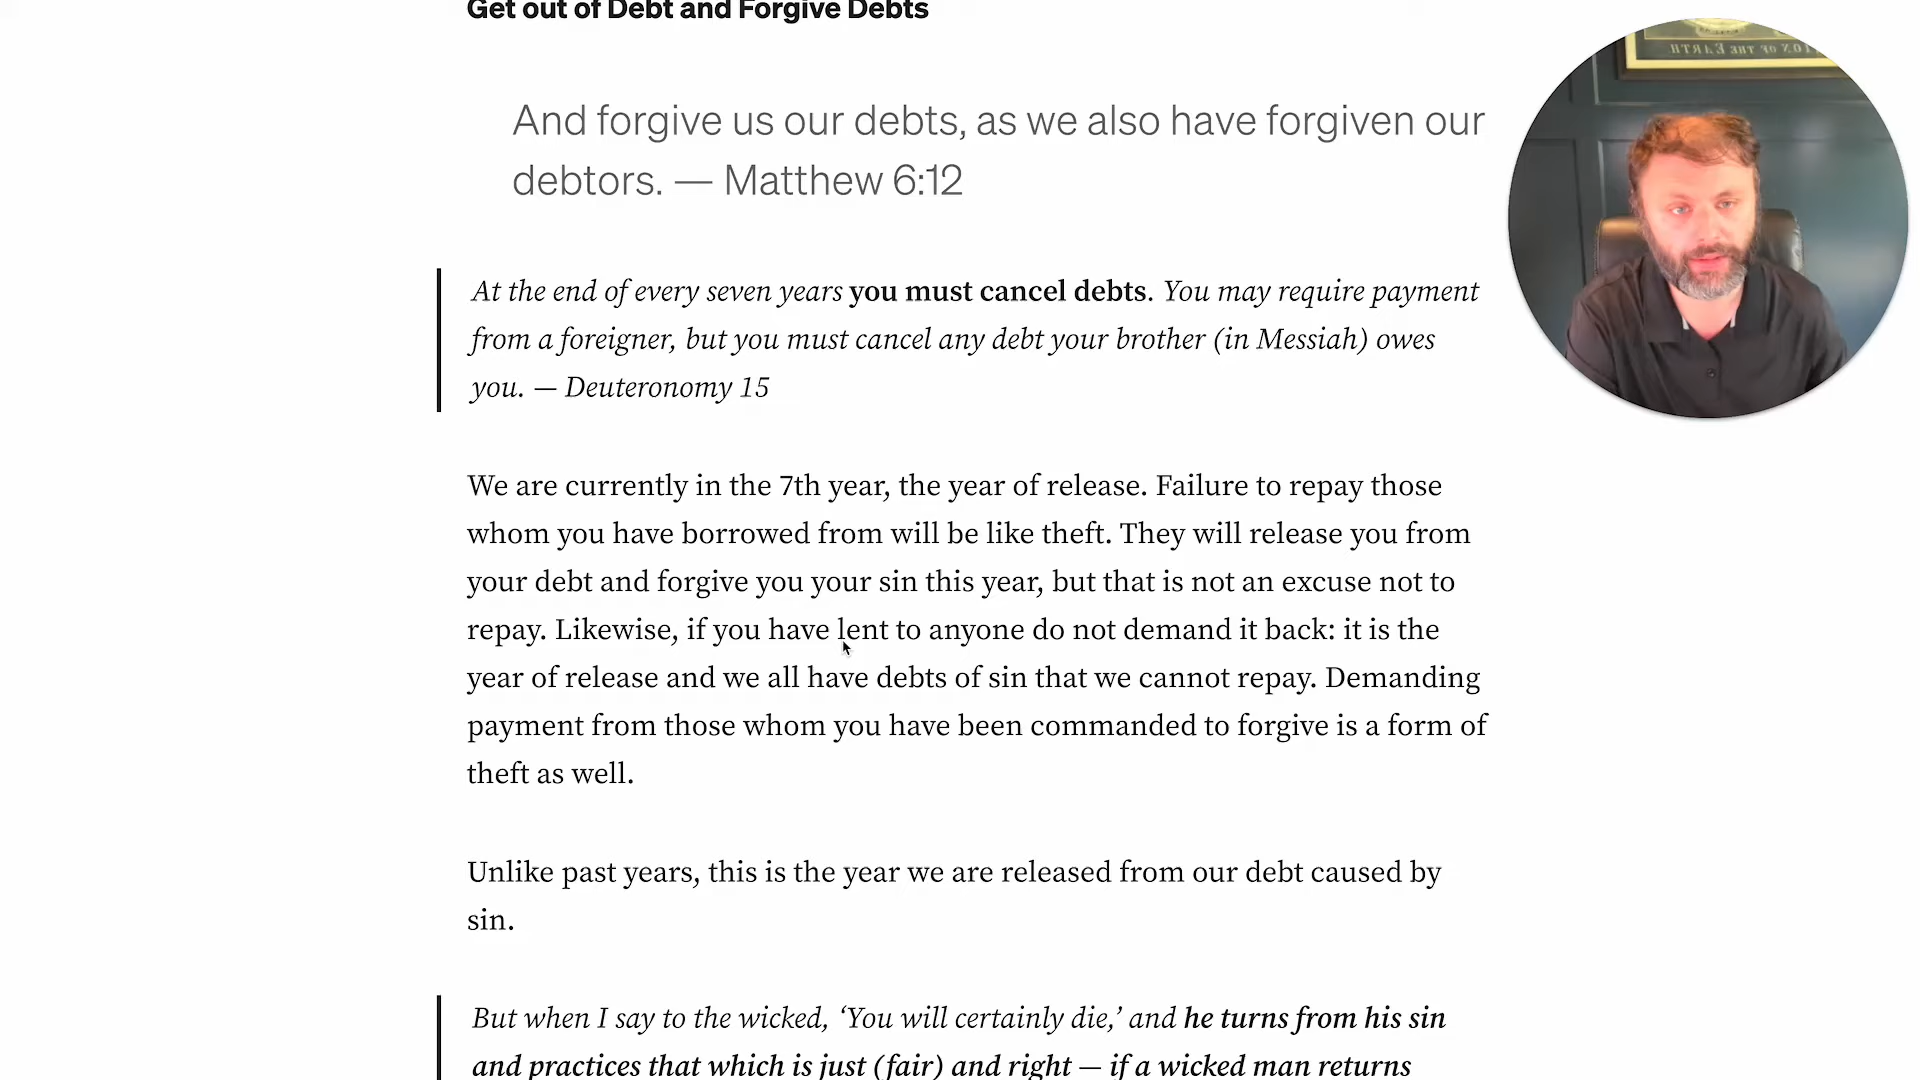 Get out of Debt and Forgive Debts
And forgive us our debts, as we also have forgiven our
debtors. — Matthew 6:12
At the end of every seven years you must cancel debts. You may require payment
from a foreigner, but you must cancel any debt your brother (in Messiah) owes
you. — Deuteronomy 15
We are currently in the 7th year, the year of release. Failure to repay those
whom you have borrowed from will be like theft. They will release you from
your debt and forgive you your sin this year, but that is not an excuse not to
repay. Likewise, if you have lent to anyone do not demand it back: it is the
year of release and we all have debts of sin that we cannot repay. Demanding
payment from those whom you have been commanded to forgive is a form of
theft as well.
Unlike past years, this is the year we are released from our debt caused by
sin.
But when I say to the wicked, ‘You will certainly die,’ and he turns from his sin
and practices that which is just (fair) and right — if a wicked man returns
OF THE EARTH